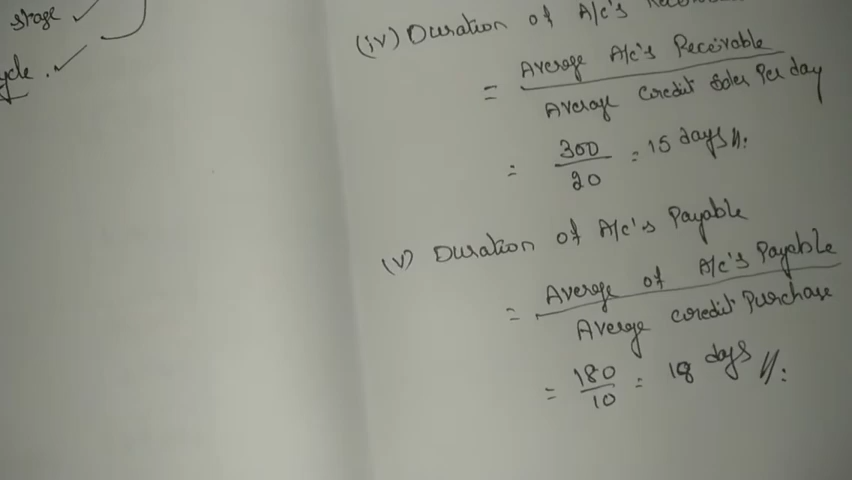 stage
cycle.
(iv) Duration of A/c's
= Average A/c's Receivable
Average Credit Sales Per day
= 300
20
= 15 days
(v) Duration of A/c's Payable
= Average of A/c's Payable
Average credit Purchase
= 180
10
= 18 days